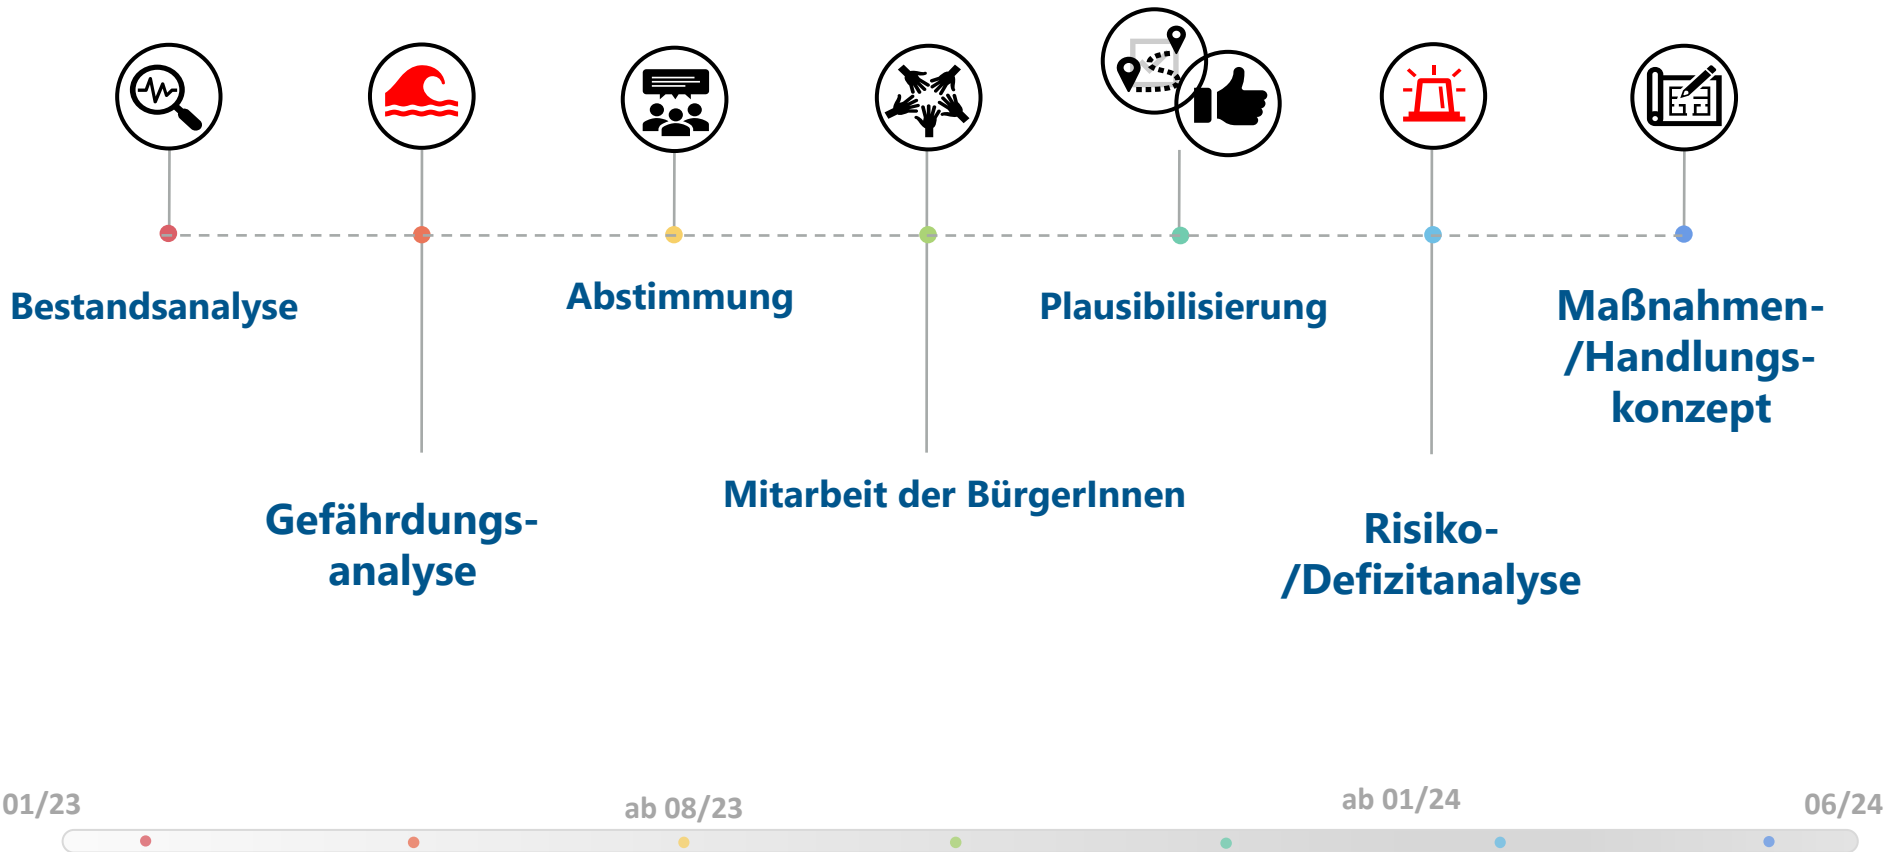 Bestandsanalyse
Gefährdungs-
analyse
Abstimmung
Mitarbeit der BürgerInnen
Plausibilisierung
Risiko-
/Defizitanalyse
Maßnahmen-
/Handlungs-
konzept
01/23
ab 08/23
ab 01/24
06/24